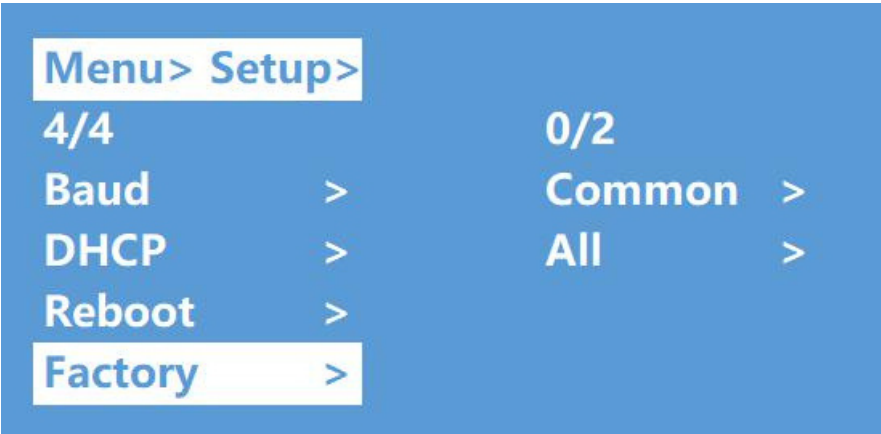 Menu> Setup>
4/4 0/2
Baud > Common >
DHCP > All >
Reboot >
Factory >